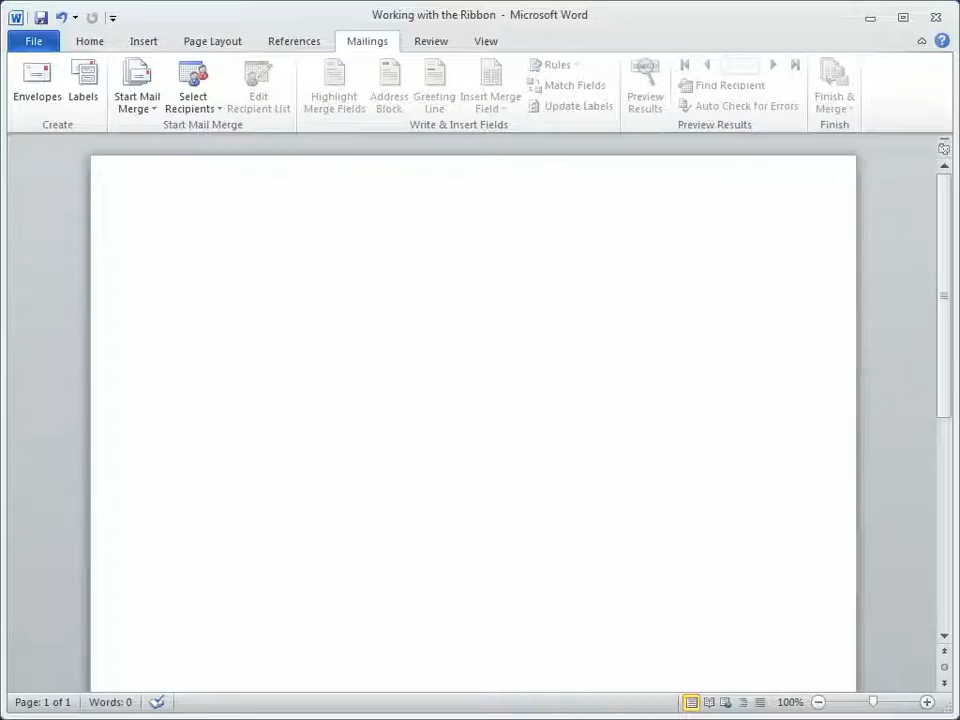 Working with the Ribbon - Microsoft Word
File Home Insert Page Layout References Mailings Review View
Envelopes Labels Start Mail Merge Select Recipients Edit Recipient List Highlight Merge Fields Address Block Greeting Line Insert Merge Field Rules Match Fields Update Labels Preview Results Find Recipient Auto Check for Errors Finish & Merge
Create Start Mail Merge Write & Insert Fields Preview Results Finish
Page: 1 of 1 Words: 0 100%